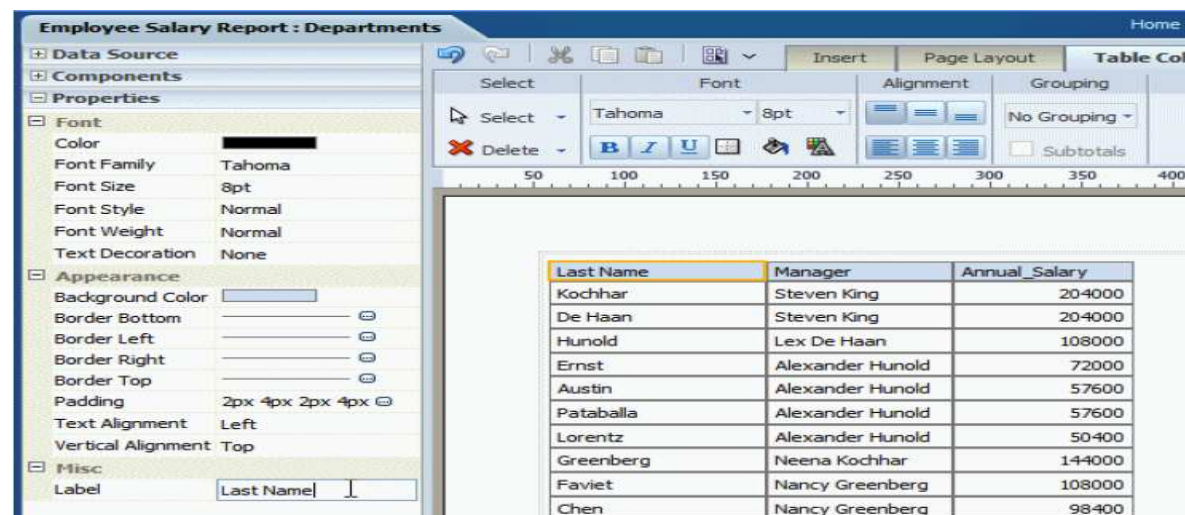 Employee Salary Report : Departments
Home
Data Source
Components
Properties
Font
Color
Font Family Tahoma
Font Size 8pt
Font Style Normal
Font Weight Normal
Text Decoration None
Appearance
Background Color
Border Bottom
Border Left
Border Right
Border Top
Padding 2px 4px 2px 4px
Text Alignment Left
Vertical Alignment Top
Misc
Label Last Name
Insert Page Layout Table Col
Select Font Alignment Grouping
Select Tahoma 8pt No Grouping
Delete B I U Subtotals
50 100 150 200 250 300 350 400
Last Name Manager Annual_Salary
Kochhar Steven King 204000
De Haan Steven King 204000
Hunold Lex De Haan 108000
Ernst Alexander Hunold 72000
Austin Alexander Hunold 57600
Pataballa Alexander Hunold 57600
Lorentz Alexander Hunold 50400
Greenberg Neena Kochhar 144000
Faviet Nancy Greenberg 108000
Chen Nancy Greenberg 98400